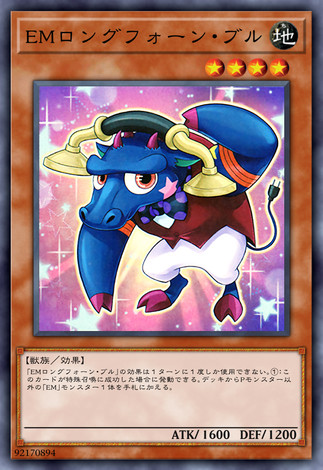 EMロングフォーン・ブル
地
【獣族／効果】
「EMロングフォーン・ブル」の効果は１ターンに１度しか使用できない。①:こ
のカードが特殊召喚に成功した場合に発動できる。デッキからPモンスター以
外の「EM」モンスター１体を手札に加える。
ATK/ 1600 DEF/ 1200
92170894